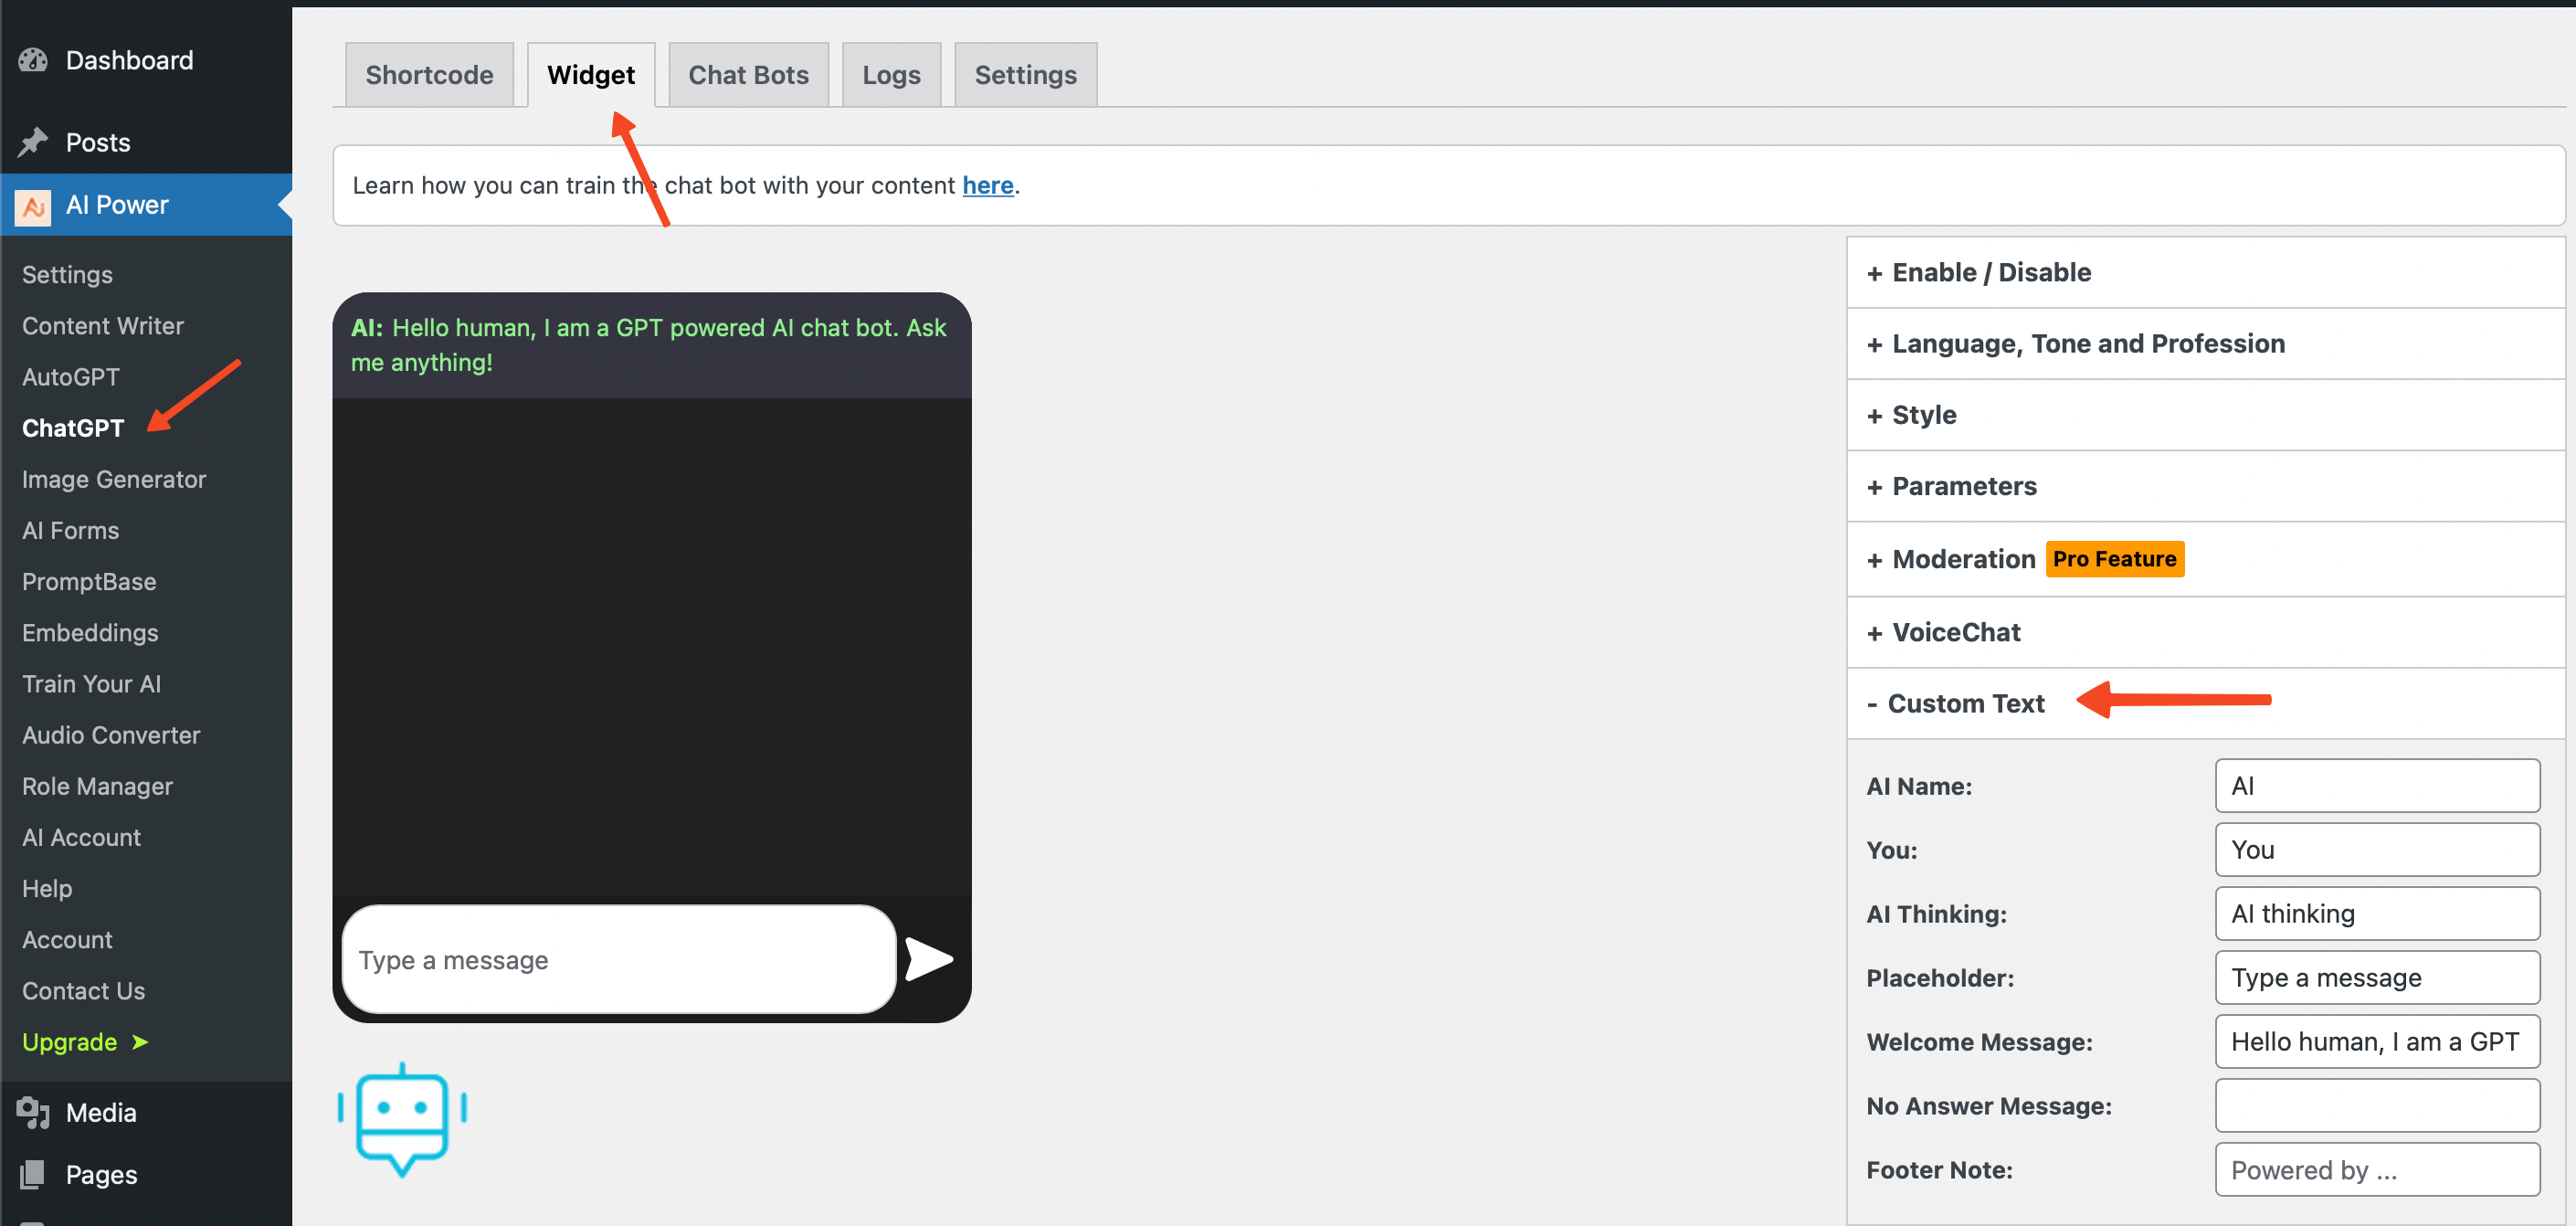 Dashboard
Posts
AI Power
Settings
Content Writer
AutoGPT
ChatGPT
Image Generator
AI Forms
PromptBase
Embeddings
Train Your AI
Audio Converter
Role Manager
AI Account
Help
Account
Contact Us
Upgrade ➤
Media
Pages
Shortcode
Widget
Chat Bots
Logs
Settings
Learn how you can train the chat bot with your content here.
AI: Hello human, I am a GPT powered AI chat bot. Ask
me anything!
Type a message
+ Enable / Disable
+ Language, Tone and Profession
+ Style
+ Parameters
+ Moderation Pro Feature
+ VoiceChat
- Custom Text
AI Name: AI
You: You
AI Thinking: AI thinking
Placeholder: Type a message
Welcome Message: Hello human, I am a GPT
No Answer Message:
Footer Note: Powered by ...